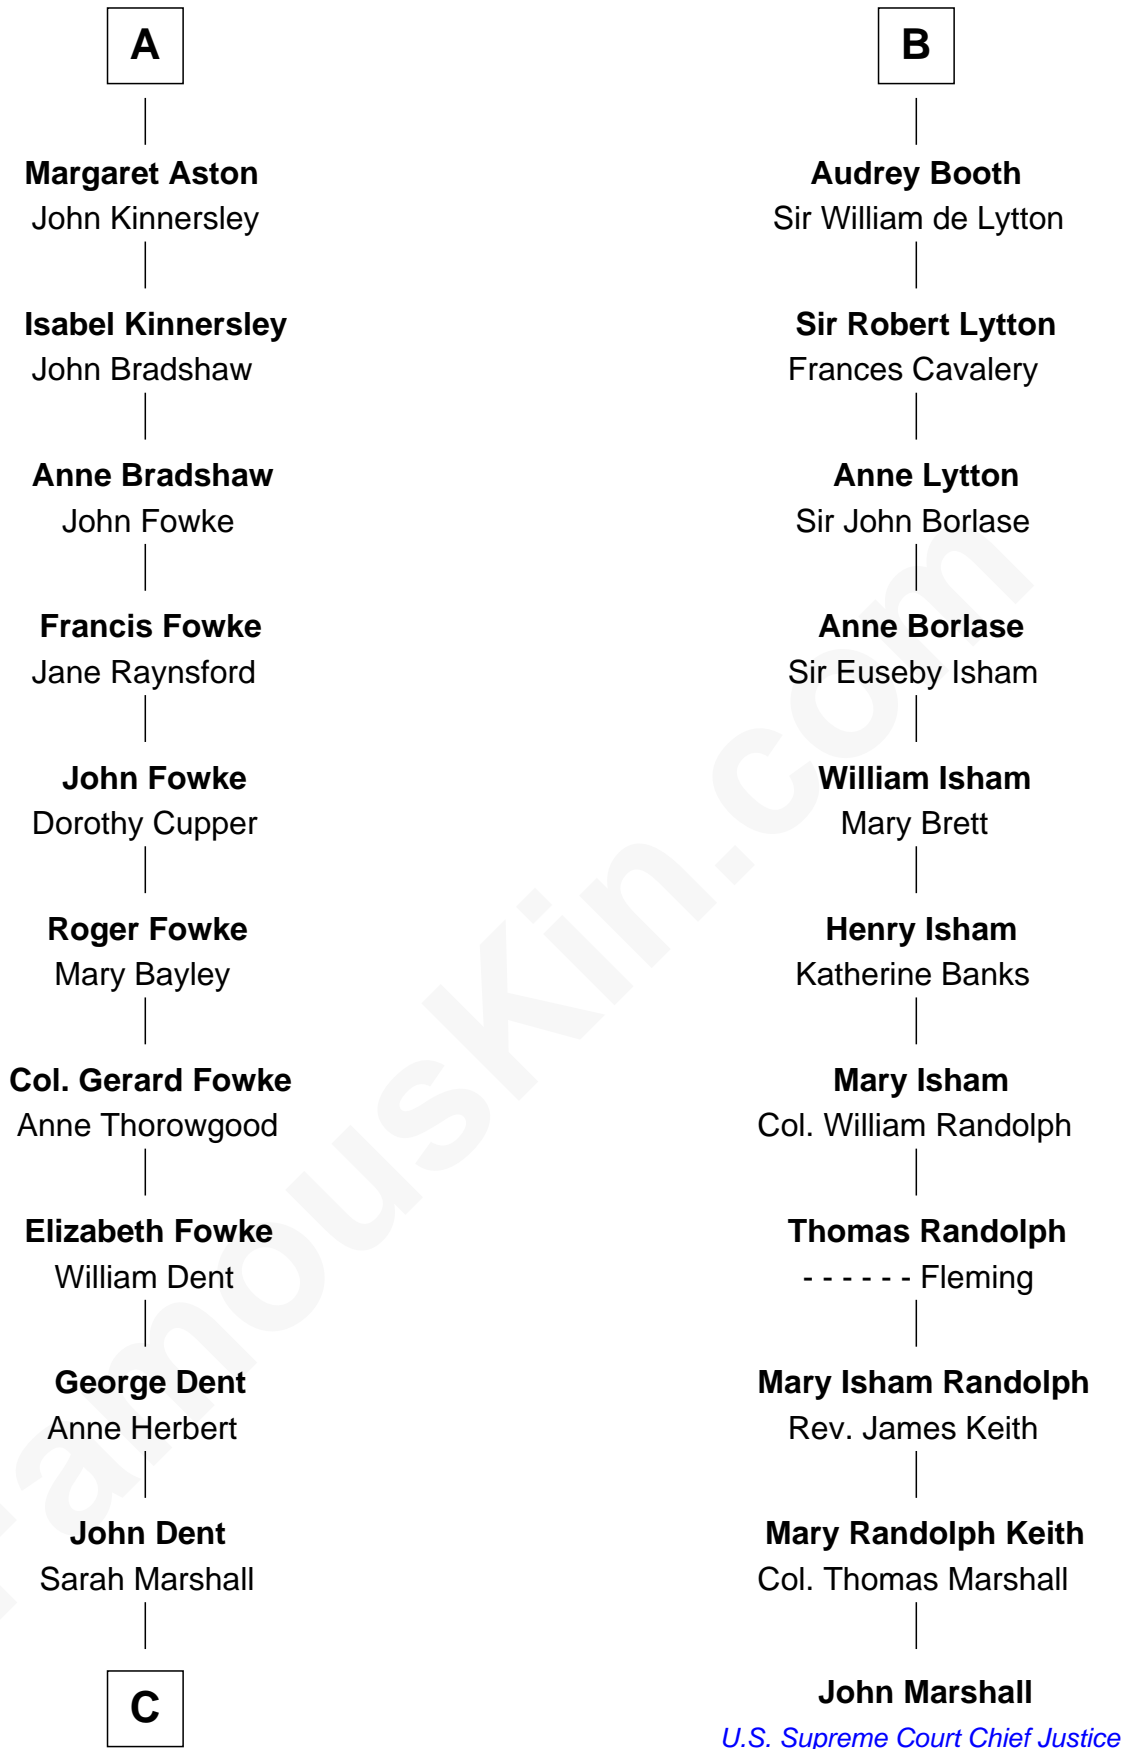 A
Margaret Aston
John Kinnersley
Isabel Kinnersley
John Bradshaw
Anne Bradshaw
John Fowke
Francis Fowke
Jane Raynsford
John Fowke
Dorothy Cupper
Roger Fowke
Mary Bayley
Col. Gerard Fowke
Anne Thorowgood
Elizabeth Fowke
William Dent
George Dent
Anne Herbert
John Dent
Sarah Marshall
C
B
Audrey Booth
Sir William de Lytton
Sir Robert Lytton
Frances Cavalery
Anne Lytton
Sir John Borlase
Anne Borlase
Sir Euseby Isham
William Isham
Mary Brett
Henry Isham
Katherine Banks
Mary Isham
Col. William Randolph
Thomas Randolph
- - - - - - Fleming
Mary Isham Randolph
Rev. James Keith
Mary Randolph Keith
Col. Thomas Marshall
John Marshall
U.S. Supreme Court Chief Justice
FamousKin.com